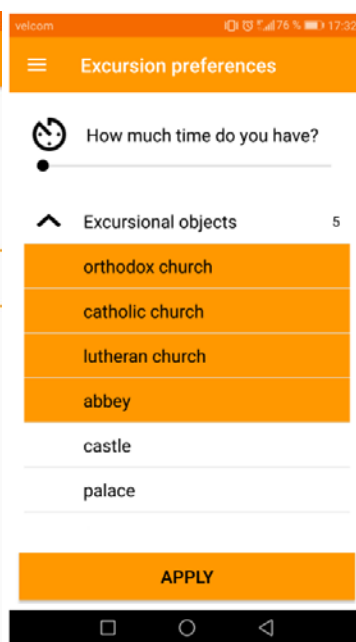 velcom 76 % 17:32
Excursion preferences
How much time do you have?
Excursional objects 5
orthodox church
catholic church
lutheran church
abbey
castle
palace
APPLY